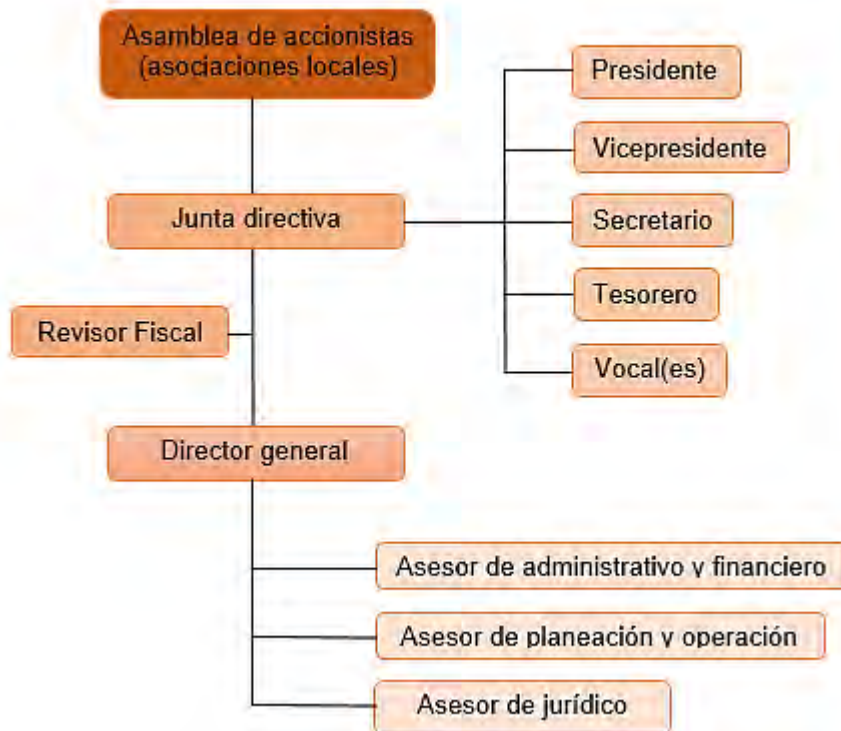 Asamblea de accionistas
(asociaciones locales)
Presidente
Vicepresidente
Junta directiva
Secretario
Tesorero
Revisor Fiscal
Vocal(es)
Director general
Asesor de administrativo y financiero
Asesor de planeación y operación
Asesor de jurídico